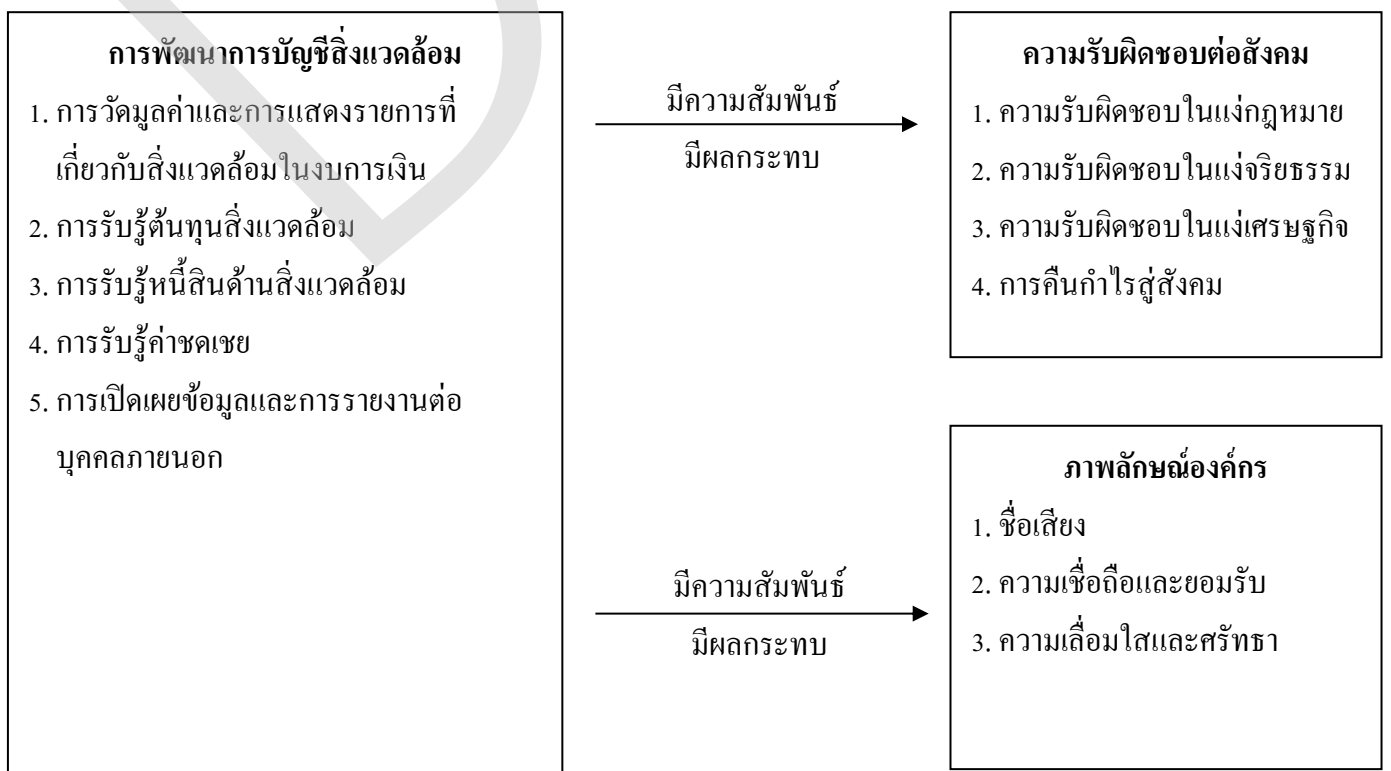 การพัฒนาการบัญชีสิ่งแวดล้อม
1. การวัดมูลค่าและการแสดงรายการที่
เกี่ยวกับสิ่งแวดล้อมในงบการเงิน
2. การรับรู้ต้นทุนสิ่งแวดล้อม
3. การรับรู้หนี้สินด้านสิ่งแวดล้อม
4. การรับรู้ค่าชดเชย
5. การเปิดเผยข้อมูลและการรายงานต่อ
บุคคลภายนอก
มีความสัมพันธ์
มีผลกระทบ
ความรับผิดชอบต่อสังคม
1. ความรับผิดชอบในแง่กฎหมาย
2. ความรับผิดชอบในแง่จริยธรรม
3. ความรับผิดชอบในแง่เศรษฐกิจ
4. การคืนกำไรสู่สังคม
มีความสัมพันธ์
มีผลกระทบ
ภาพลักษณ์องค์กร
1. ชื่อเสียง
2. ความเชื่อถือและยอมรับ
3. ความเลื่อมใสและศรัทธา